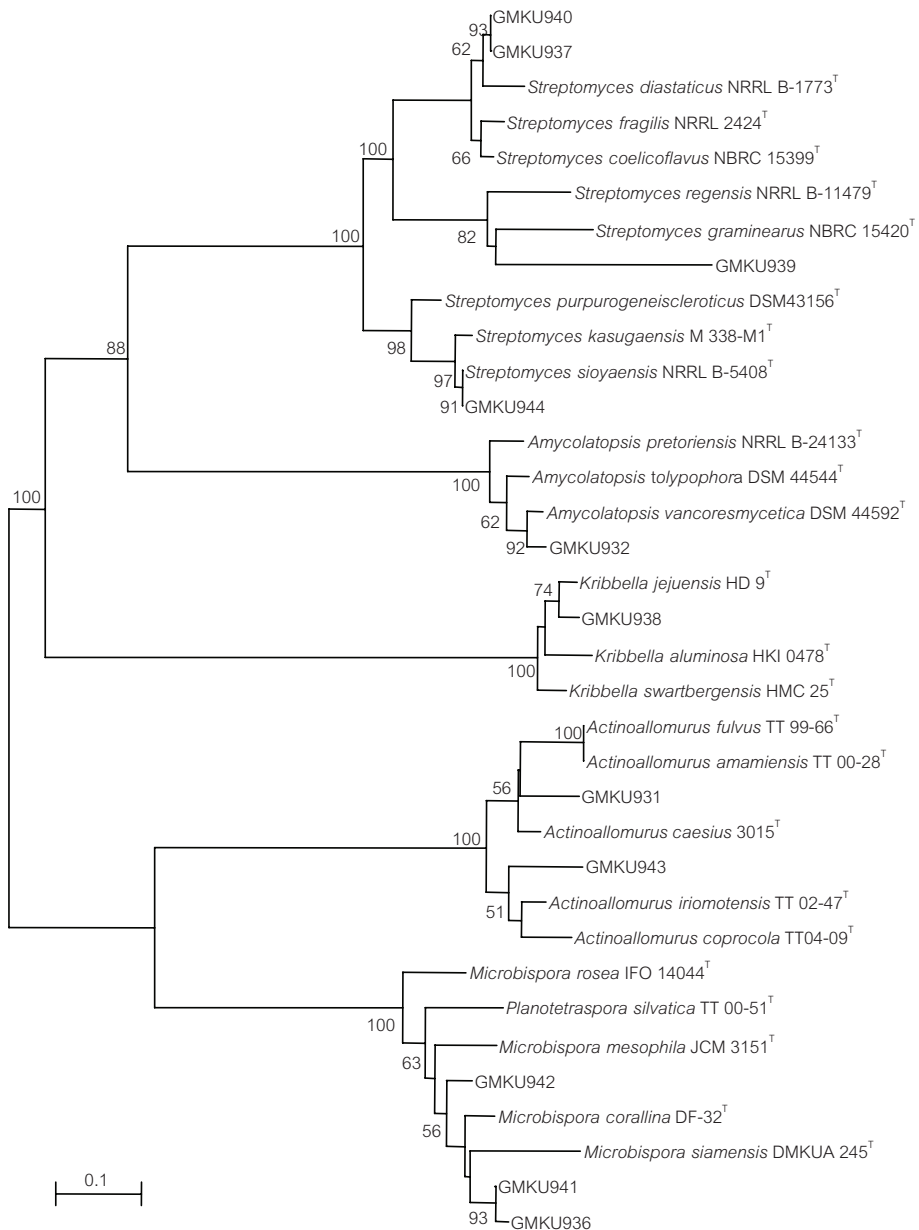 GMKU940
93
62
GMKU937
Streptomyces diastaticus NRRL B-1773ᵀ
Streptomyces fragilis NRRL 2424ᵀ
100
66
Streptomyces coelicoflavus NBRC 15399ᵀ
Streptomyces regensis NRRL B-11479ᵀ
Streptomyces graminearus NBRC 15420ᵀ
82
100
GMKU939
Streptomyces purpurogeneiscleroticus DSM43156ᵀ
Streptomyces kasugaensis M 338-M1ᵀ
88
98
Streptomyces sioyaensis NRRL B-5408ᵀ
97
91
GMKU944
Amycolatopsis pretoriensis NRRL B-24133ᵀ
Amycolatopsis tolypophora DSM 44544ᵀ
100
100
Amycolatopsis vancoresmycetica DSM 44592ᵀ
62
92
GMKU932
Kribbella jejuensis HD 9ᵀ
74
GMKU938
Kribbella aluminosa HKI 0478ᵀ
100
Kribbella swartbergensis HMC 25ᵀ
Actinoallomurus fulvus TT 99-66ᵀ
100
Actinoallomurus amamiensis TT 00-28ᵀ
56
GMKU931
Actinoallomurus caesius 3015ᵀ
100
GMKU943
Actinoallomurus iriomotensis TT 02-47ᵀ
51
Actinoallomurus coprocola TT04-09ᵀ
Microbispora rosea IFO 14044ᵀ
Planotetraspora silvatica TT 00-51ᵀ
100
Microbispora mesophila JCM 3151ᵀ
63
GMKU942
Microbispora corallina DF-32ᵀ
56
Microbispora siamensis DMKUA 245ᵀ
0.1
GMKU941
93
GMKU936